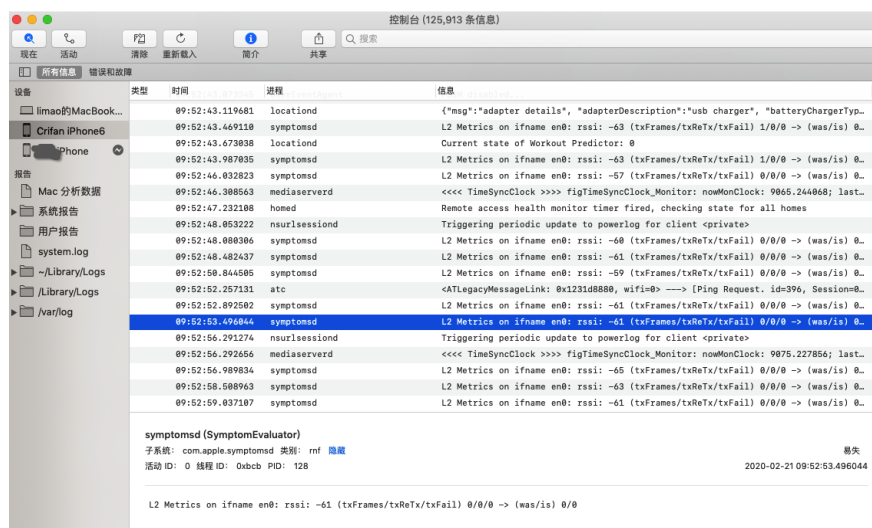 控制台 (125,913 条信息)
搜索
现在 活动 清除 重新载入 简介 共享
所有信息 错误和故障
设备
limao的MacBook...
Crifan iPhone6
Phone
报告
Mac 分析数据
系统报告
用户报告
system.log
~/Library/Logs
/Library/Logs
/var/log
类型 时间 进程 信息
09:52:43.119681 locationd {"msg":"adapter details", "adapterDescription":"usb charger", "batteryChargerTyp…
09:52:43.469110 symptomsd L2 Metrics on ifname en0: rssi: -63 (txFrames/txReTx/txFail) 1/0/0 -> (was/is) 0…
09:52:43.673038 locationd Current state of Workout Predictor: 0
09:52:43.987035 symptomsd L2 Metrics on ifname en0: rssi: -63 (txFrames/txReTx/txFail) 1/0/0 -> (was/is) 0…
09:52:46.032823 symptomsd L2 Metrics on ifname en0: rssi: -57 (txFrames/txReTx/txFail) 0/0/0 -> (was/is) 0…
09:52:46.308563 mediaserverd <<<< TimeSyncClock >>>> figTimeSyncClock_Monitor: nowMonClock: 9065.244068; last…
09:52:47.232108 homed Remote access health monitor timer fired, checking state for all homes
09:52:48.053222 nsurlsessiond Triggering periodic update to powerlog for client <private>
09:52:48.080306 symptomsd L2 Metrics on ifname en0: rssi: -60 (txFrames/txReTx/txFail) 0/0/0 -> (was/is) 0…
09:52:48.482437 symptomsd L2 Metrics on ifname en0: rssi: -61 (txFrames/txReTx/txFail) 0/0/0 -> (was/is) 0…
09:52:50.844505 symptomsd L2 Metrics on ifname en0: rssi: -59 (txFrames/txReTx/txFail) 0/0/0 -> (was/is) 0…
09:52:52.257131 atc <ATLegacyMessageLink: 0x1231d8880, wifi=0> ---> [Ping Request. id=396, Session=0…
09:52:52.892502 symptomsd L2 Metrics on ifname en0: rssi: -61 (txFrames/txReTx/txFail) 0/0/0 -> (was/is) 0…
09:52:53.496044 symptomsd L2 Metrics on ifname en0: rssi: -61 (txFrames/txReTx/txFail) 0/0/0 -> (was/is) 0…
09:52:56.291274 nsurlsessiond Triggering periodic update to powerlog for client <private>
09:52:56.292656 mediaserverd <<<< TimeSyncClock >>>> figTimeSyncClock_Monitor: nowMonClock: 9075.227856; last…
09:52:56.989834 symptomsd L2 Metrics on ifname en0: rssi: -65 (txFrames/txReTx/txFail) 0/0/0 -> (was/is) 0…
09:52:58.508963 symptomsd L2 Metrics on ifname en0: rssi: -63 (txFrames/txReTx/txFail) 0/0/0 -> (was/is) 0…
09:52:59.037107 symptomsd L2 Metrics on ifname en0: rssi: -61 (txFrames/txReTx/txFail) 0/0/0 -> (was/is) 0…
symptomsd (SymptomEvaluator)
子系统: com.apple.symptomsd 类别: rnf 隐藏 易失
活动 ID: 0 线程 ID: 0xbcb PID: 128 2020-02-21 09:52:53.496044
L2 Metrics on ifname en0: rssi: -61 (txFrames/txReTx/txFail) 0/0/0 -> (was/is) 0/0